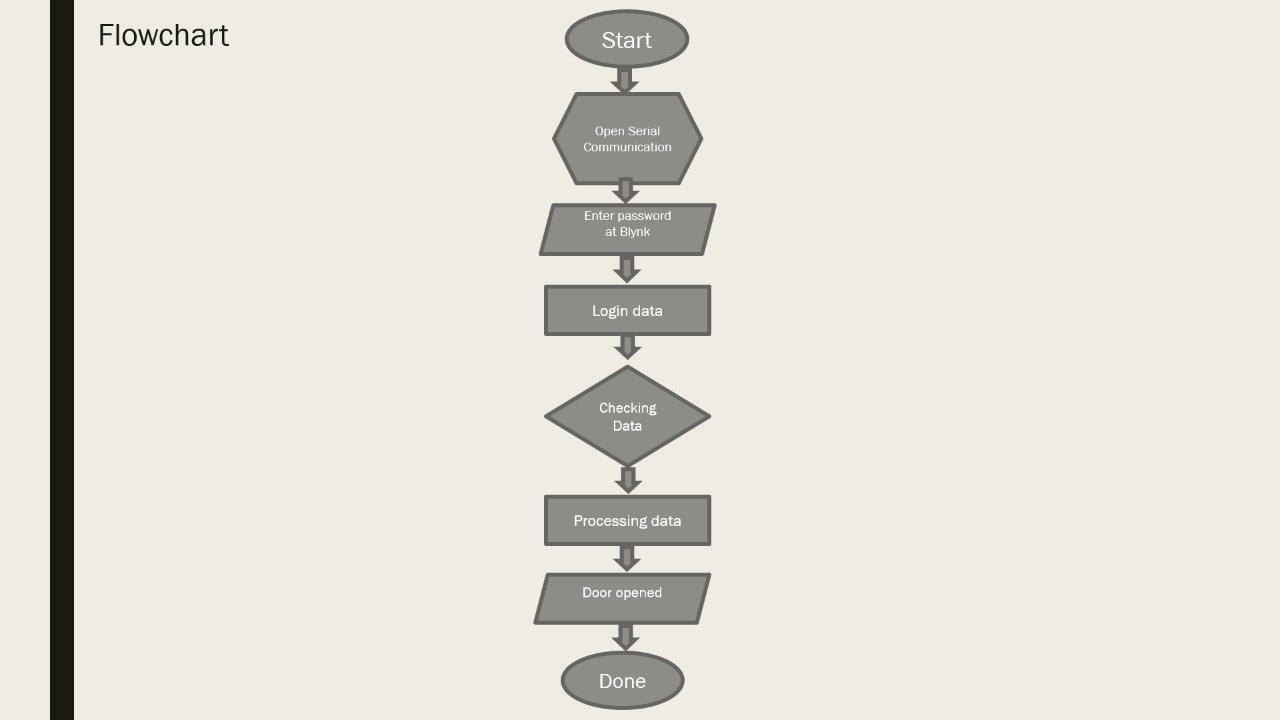 Flowchart
Start
Open Serial
Communication
Enter password
at Blynk
Login data
Checking
Data
Processing data
Door opened
Done